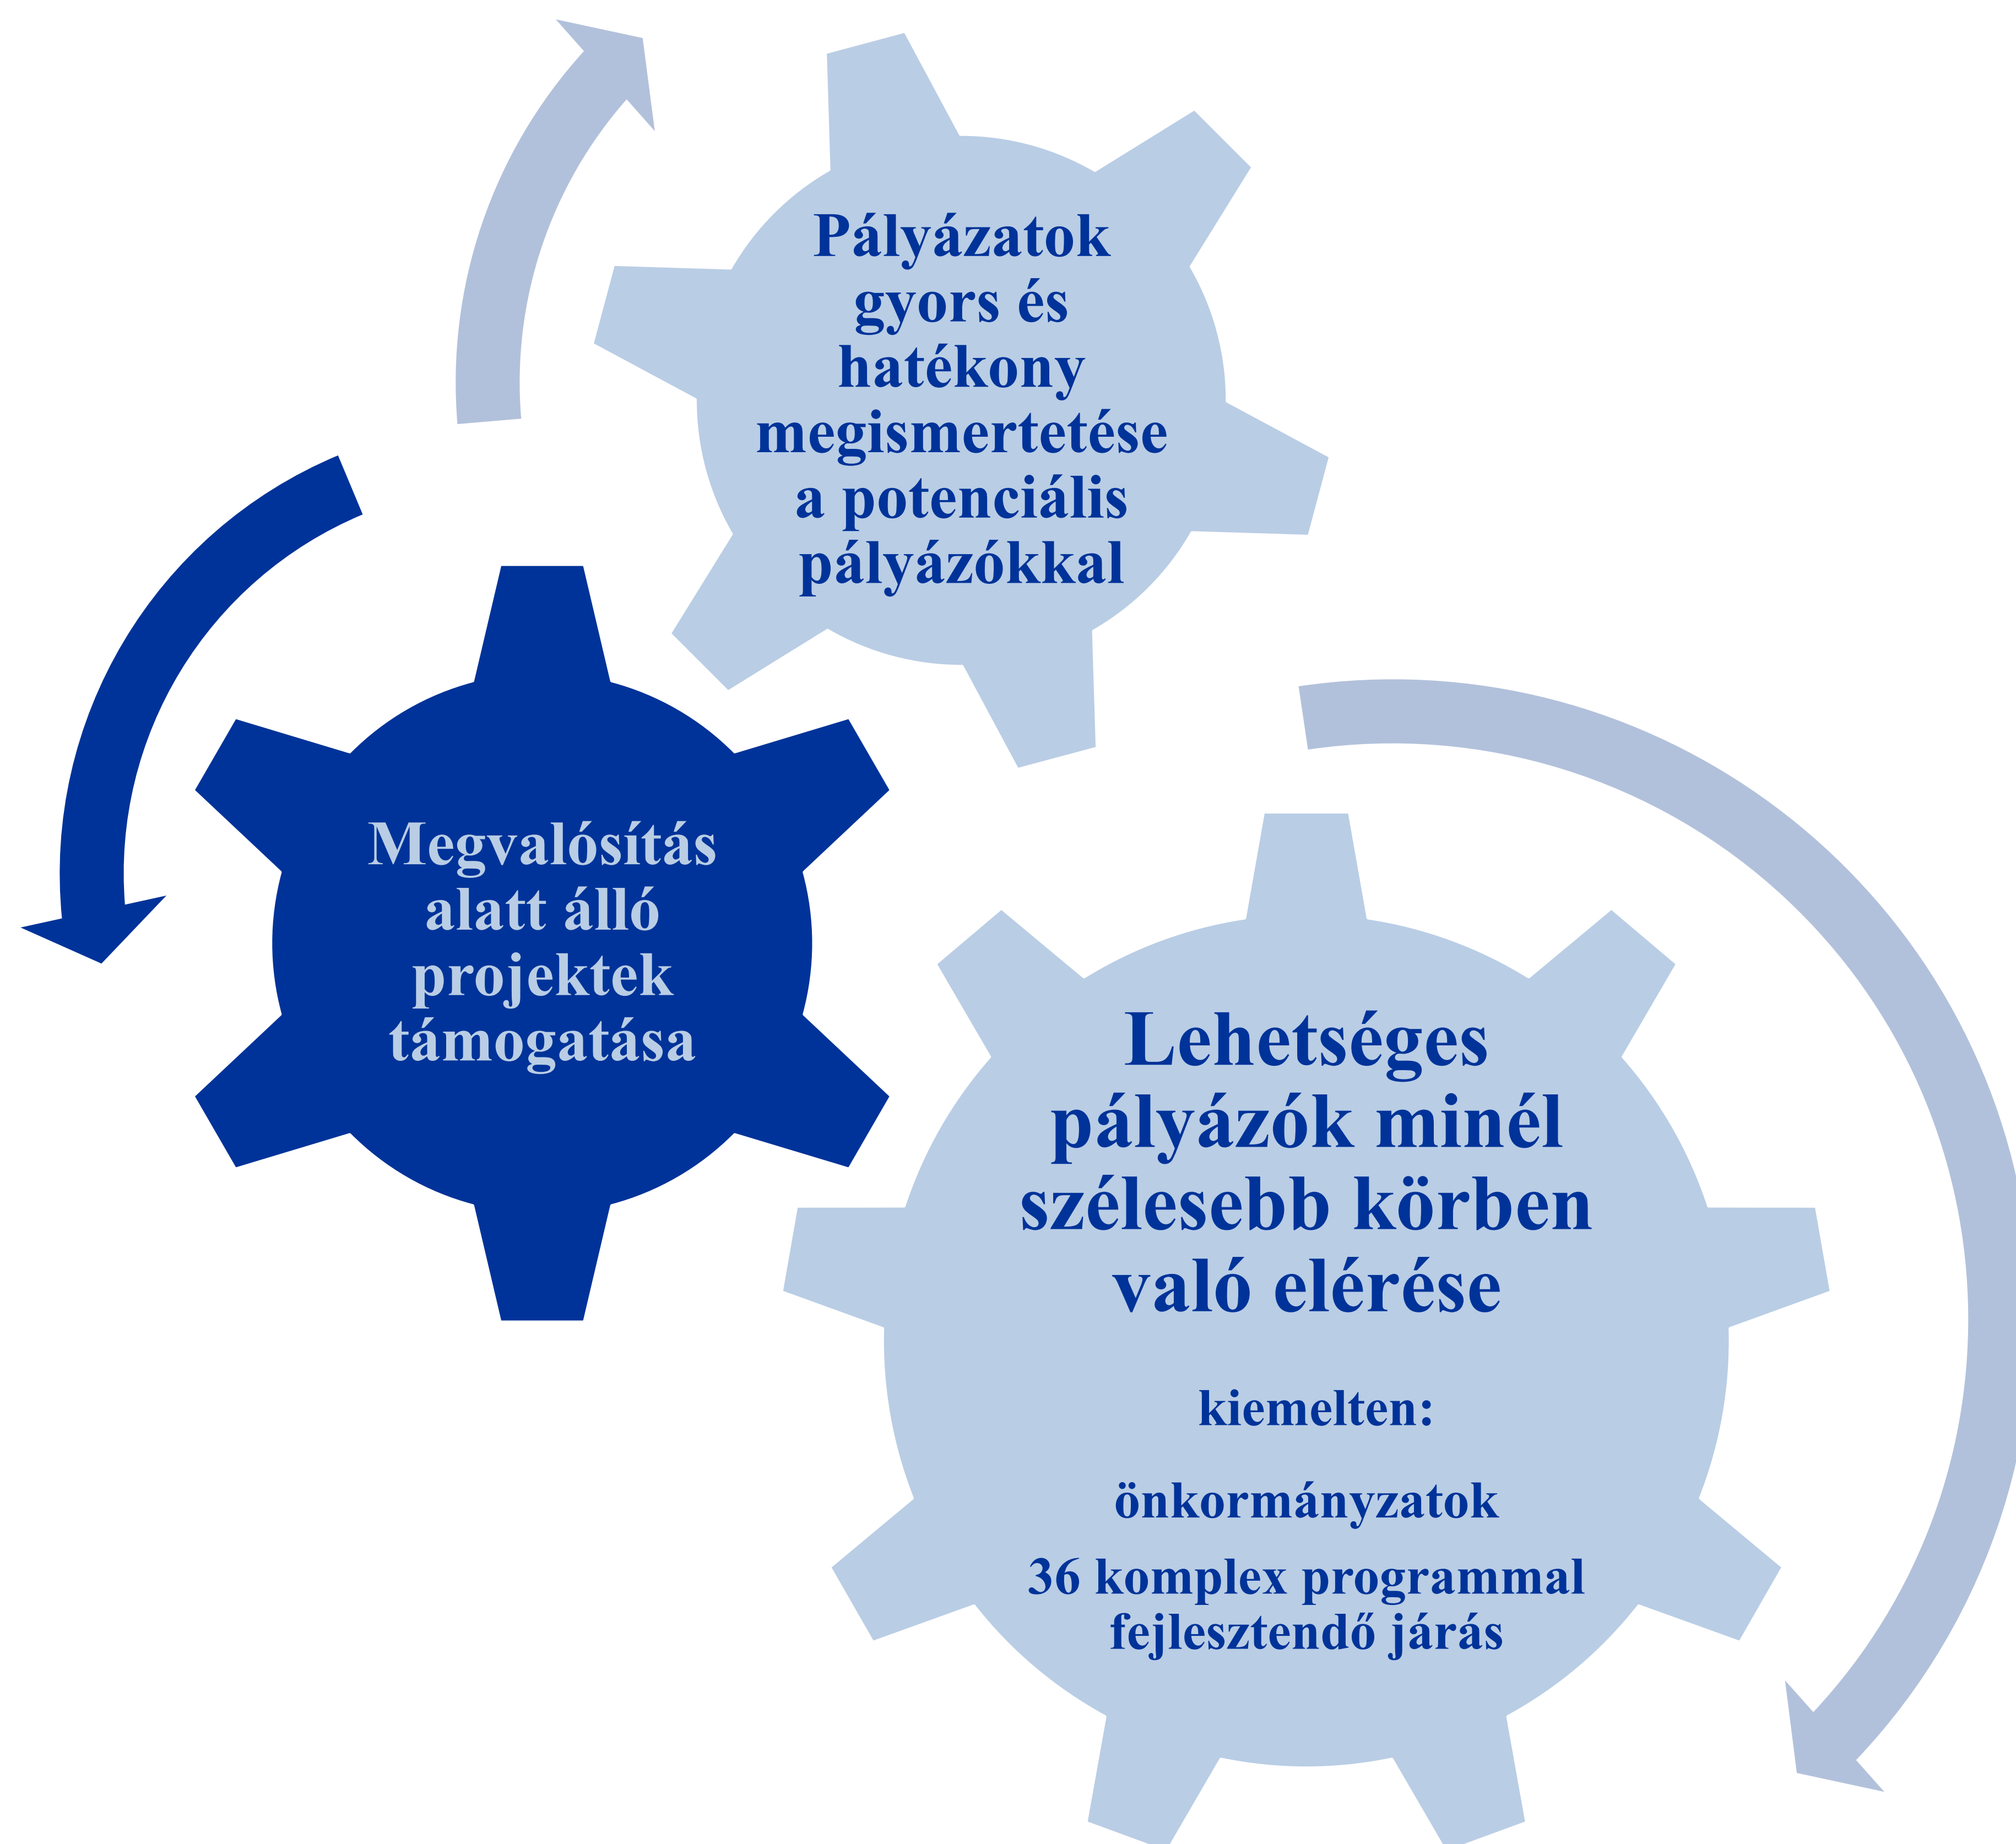 Pályázatok
gyors és
hatékony
megismertetése
a potenciális
pályázókkal
Megvalósítás
alatt álló
projektek
támogatása
Lehetséges
pályázók minél
szélesebb körben
való elérése
kiemelten:
önkormányzatok
36 komplex programmal
fejlesztendő járás